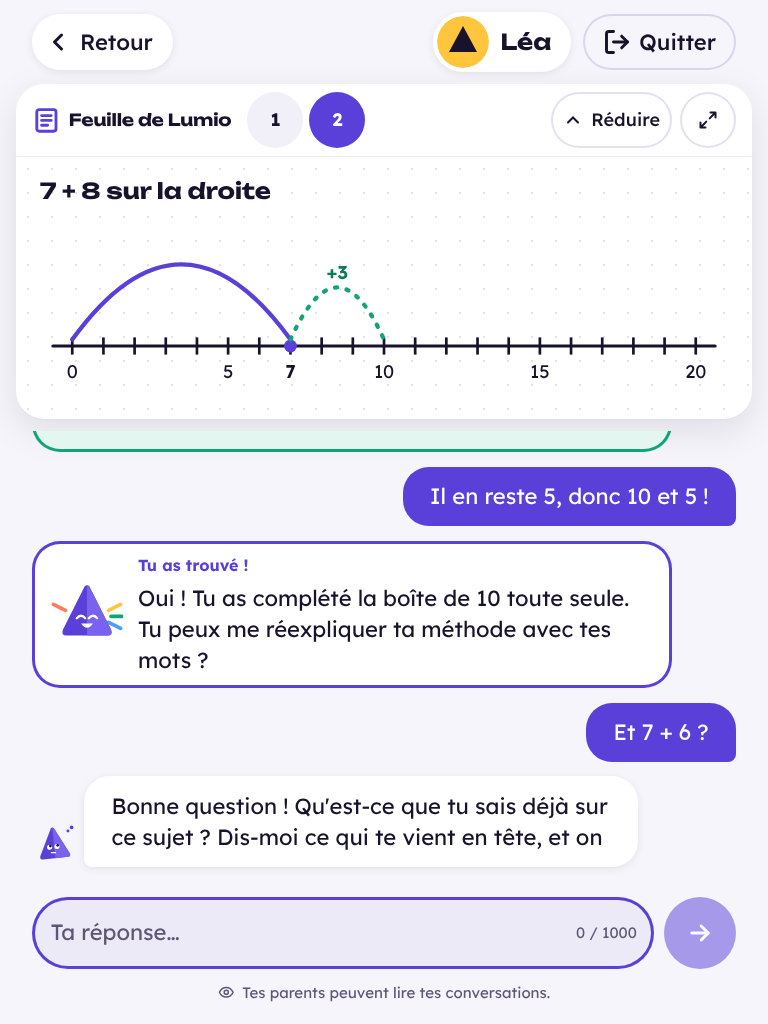 Retour
Léa
Quitter
Feuille de Lumio
1
2
Réduire
7 + 8 sur la droite
+3
0
5
7
10
15
20
Il en reste 5, donc 10 et 5 !
Tu as trouvé !
Oui ! Tu as complété la boîte de 10 toute seule.
Tu peux me réexpliquer ta méthode avec tes
mots ?
Et 7 + 6 ?
Bonne question ! Qu'est-ce que tu sais déjà sur
ce sujet ? Dis-moi ce qui te vient en tête, et on
Ta réponse…
0 / 1000
Tes parents peuvent lire tes conversations.